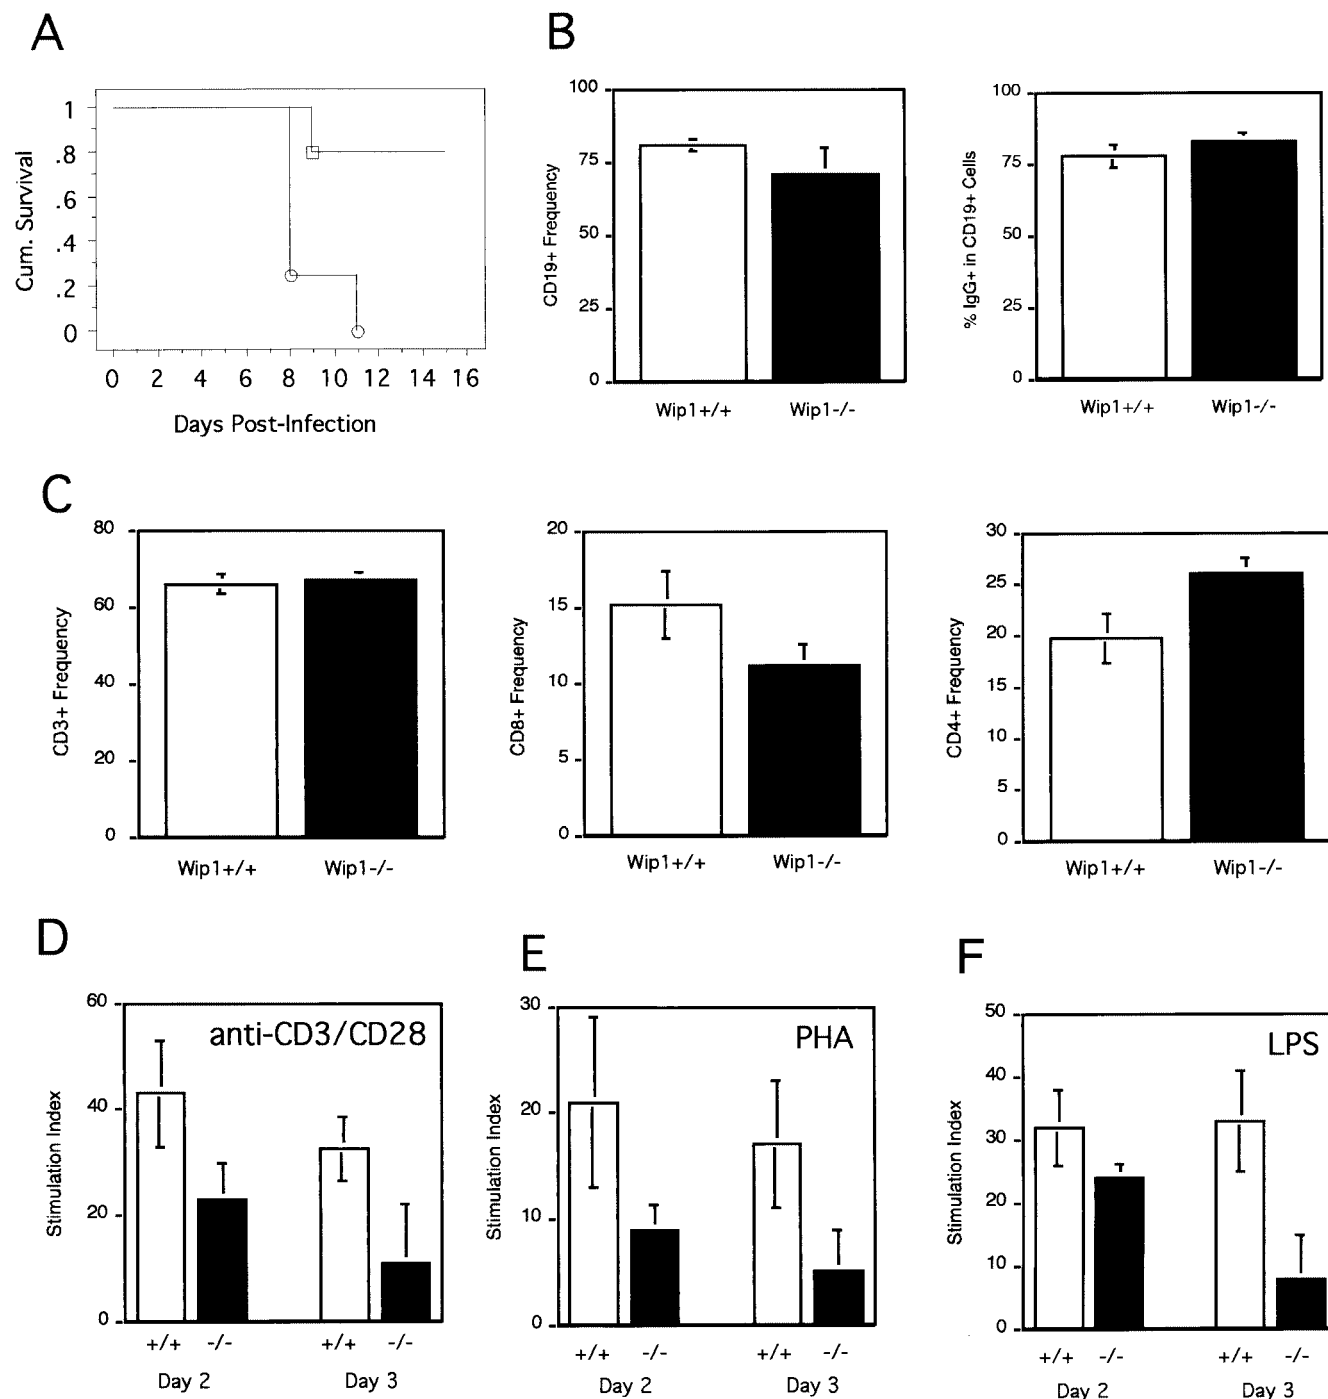 A
Cum. Survival
1
.8
.6
.4
.2
0
0 2 4 6 8 10 12 14 16
Days Post-Infection
B
CD19+ Frequency
100
75
50
25
0
Wip1+/+ Wip1-/-
% IgG+ in CD19+ Cells
100
75
50
25
0
Wip1+/+ Wip1-/-
C
CD3+ Frequency
80
60
40
20
0
Wip1+/+ Wip1-/-
CD8+ Frequency
20
15
10
5
0
Wip1+/+ Wip1-/-
CD4+ Frequency
30
25
20
15
10
5
0
Wip1+/+ Wip1-/-
D
anti-CD3/CD28
Stimulation Index
60
40
20
0
+/+ -/- +/+ -/-
Day 2 Day 3
E
PHA
Stimulation Index
30
20
10
0
+/+ -/- +/+ -/-
Day 2 Day 3
F
LPS
Stimulation Index
50
40
30
20
10
0
+/+ -/- +/+ -/-
Day 2 Day 3